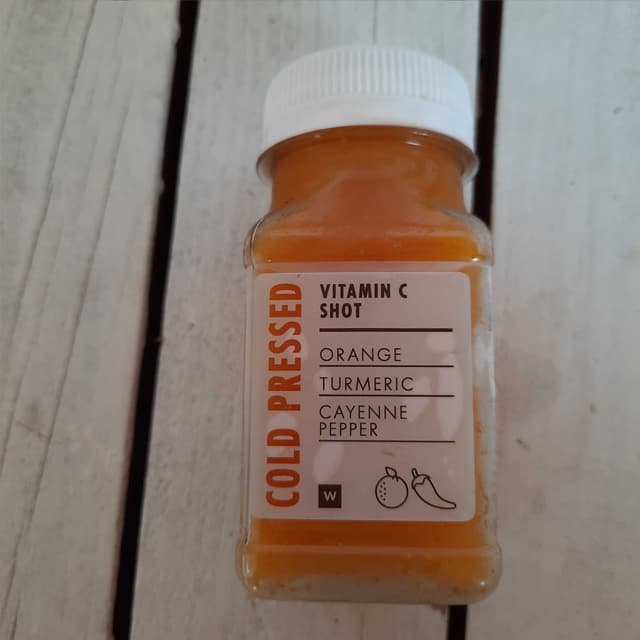 COLD PRESSED
VITAMIN C
SHOT
ORANGE
TURMERIC
CAYENNE
PEPPER
W